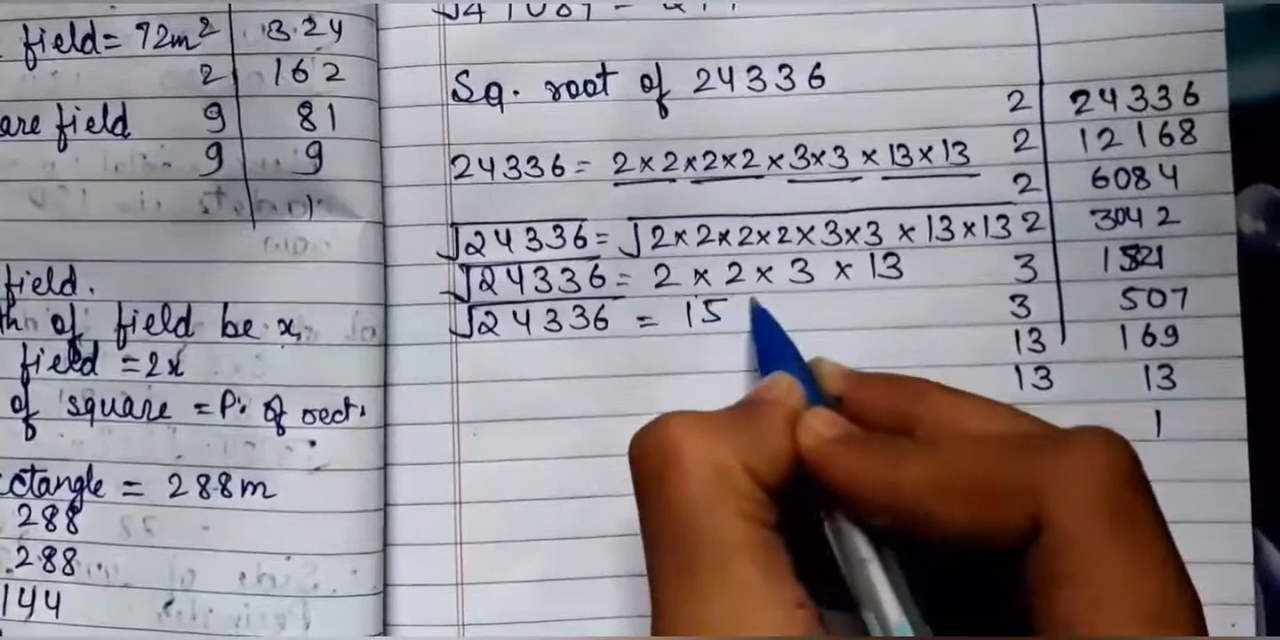 field = 72m²
2 | 162
are field 9 | 81
9 | 9
1
field.
of field be x,
field = 2x
of square = P. of rect.
ctangle = 288m
288
288
144
Sq. root of 24336
24336 = 2×2×2×2×3×3×13×13
√24336 = √2×2×2×2×3×3×13×13
√24336 = 2×2×3×13
√24336 = 15
2 | 24336
2 | 12168
2 | 6084
2 | 3042
3 | 1521
3 | 507
13 | 169
13 | 13
1